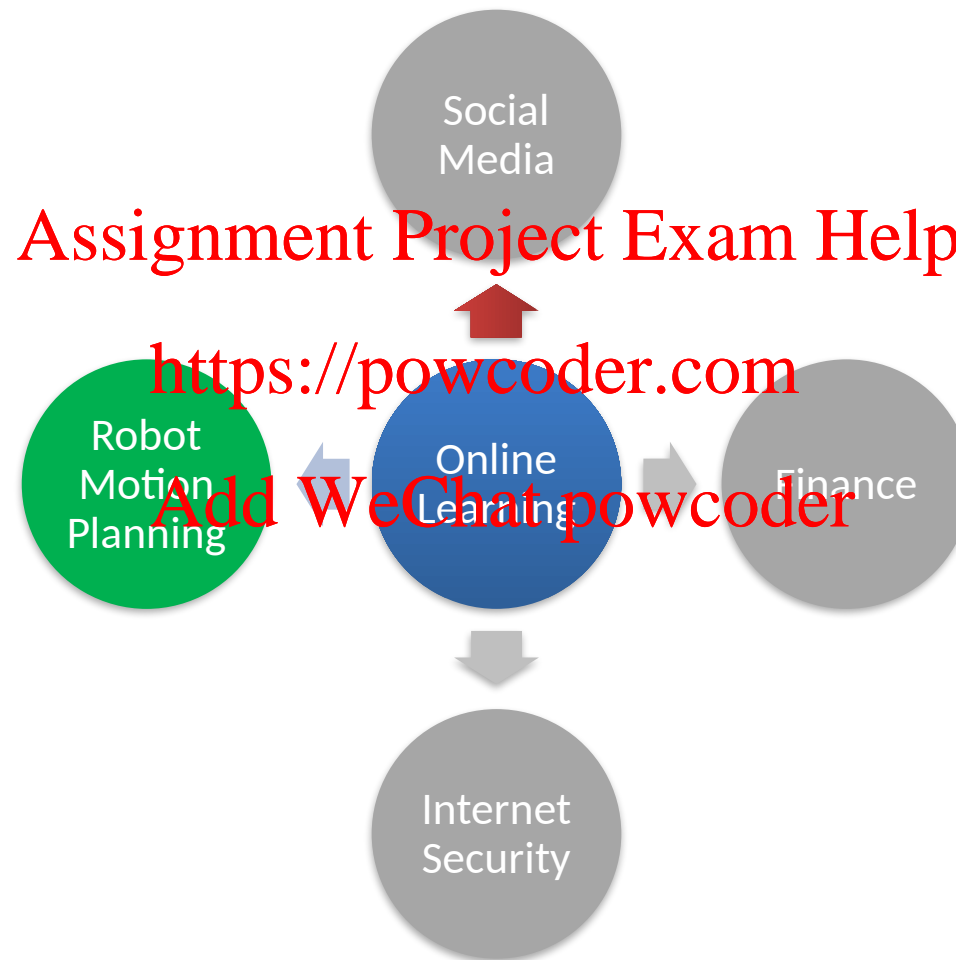 Social
Media
Assignment Project Exam Help
https://powcoder.com
Robot
Motion
Planning
Online
Learning
Finance
Add WeChat powcoder
Internet
Security